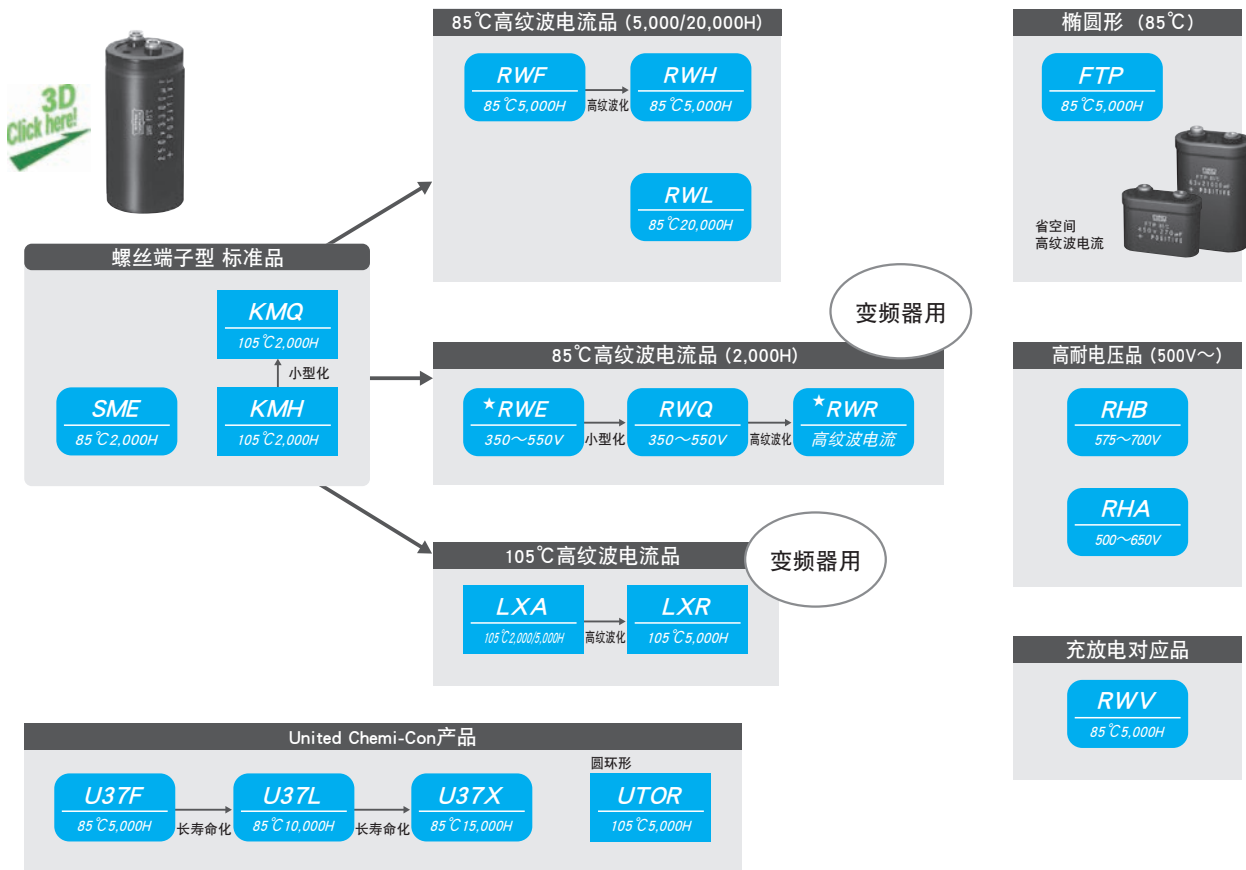 3D
Click here!
85℃高纹波电流品 (5,000/20,000H)
RWF
85℃5,000H
高纹波化
RWH
85℃5,000H
RWL
85℃20,000H
椭圆形 (85℃)
FTP
85℃5,000H
省空间
高纹波电流
螺丝端子型 标准品
KMQ
105℃2,000H
小型化
SME
85℃2,000H
KMH
105℃2,000H
变频器用
85℃高纹波电流品 (2,000H)
★RWE
350～550V
小型化
RWQ
350～550V
高纹波化
★RWR
高纹波电流
高耐电压品 (500V～)
RHB
575～700V
RHA
500～650V
变频器用
105℃高纹波电流品
LXA
105℃2,000/5,000H
高纹波化
LXR
105℃5,000H
充放电对应品
RWV
85℃5,000H
United Chemi-Con产品
U37F
85℃5,000H
长寿命化
U37L
85℃10,000H
长寿命化
U37X
85℃15,000H
圆环形
UTOR
105℃5,000H